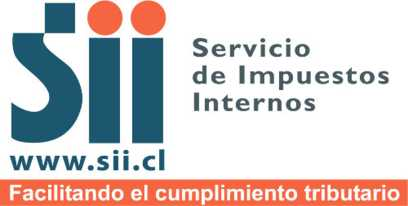 sii
Servicio
de Impuestos
Internos
www.sii.cl
Facilitando el cumplimiento tributario